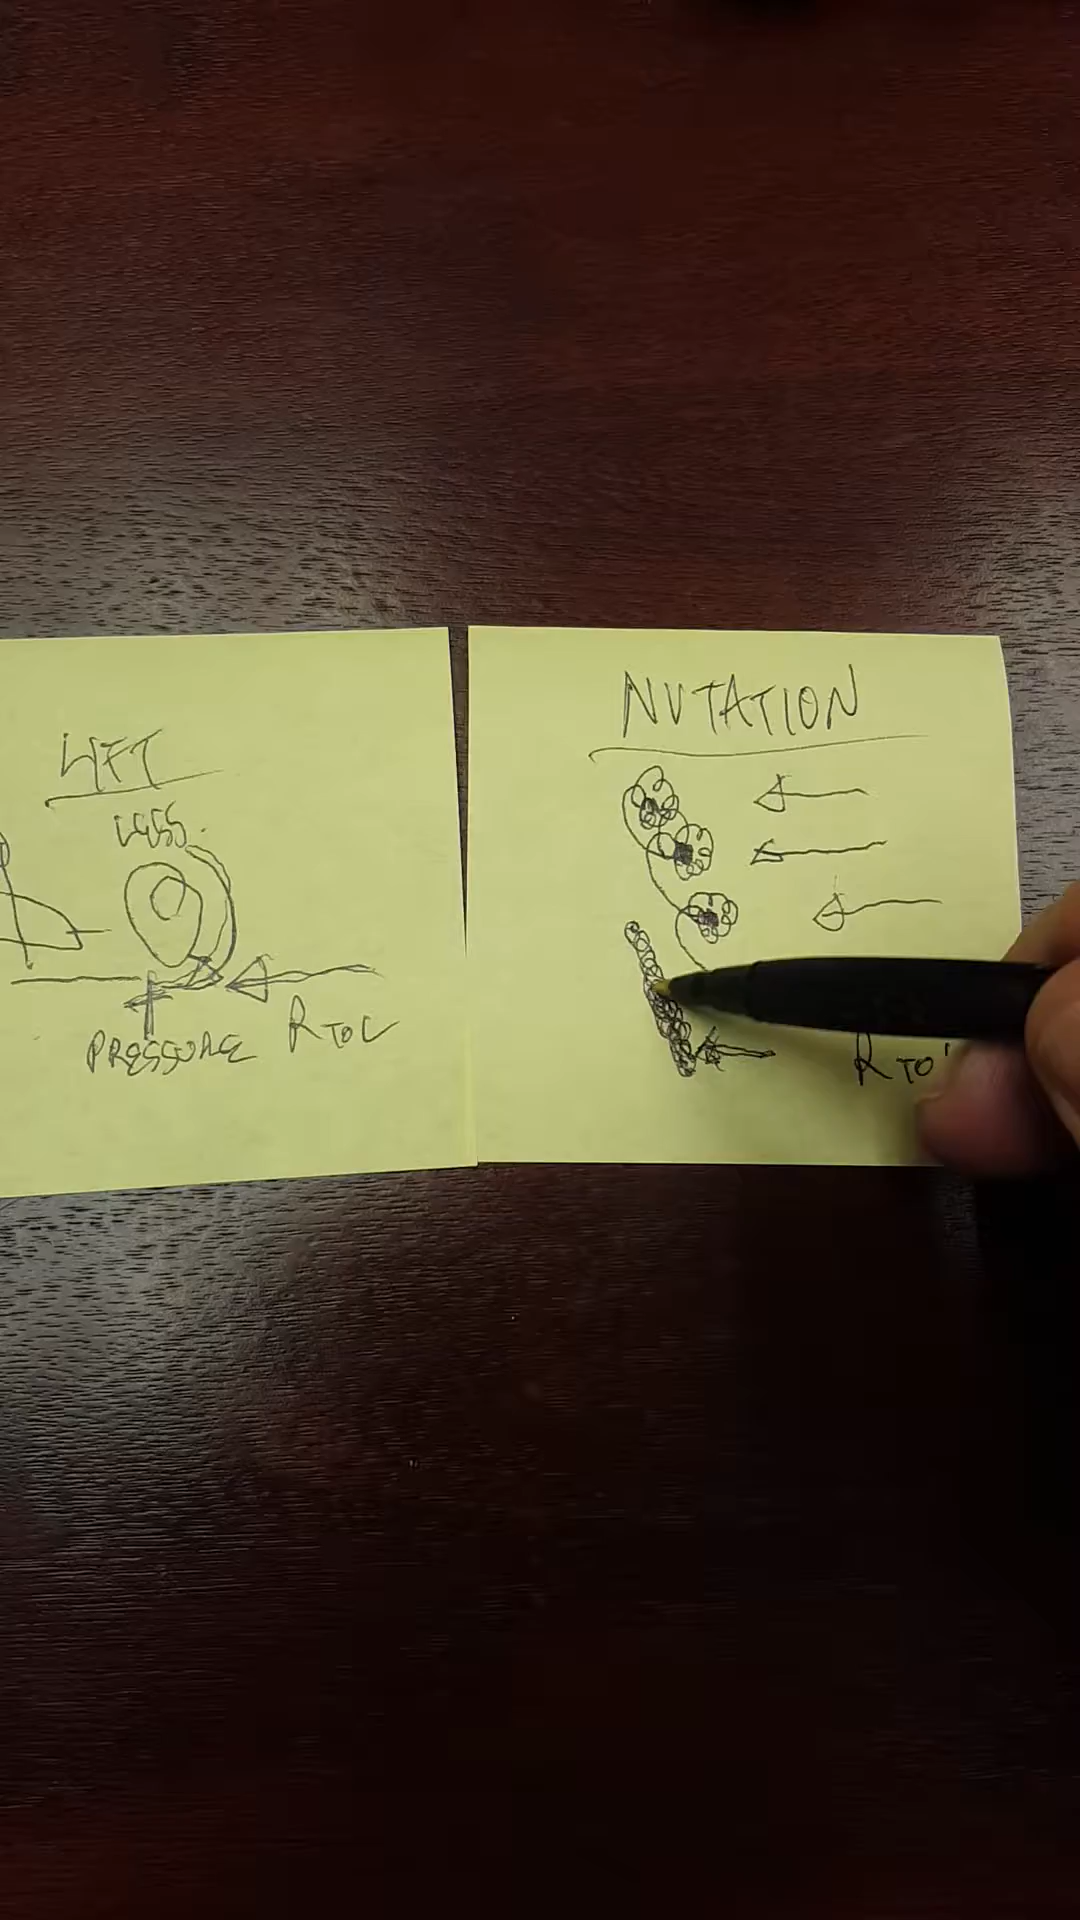 LIFT
LESS.
PRESSURE
R TO L
NUTATION
R TO